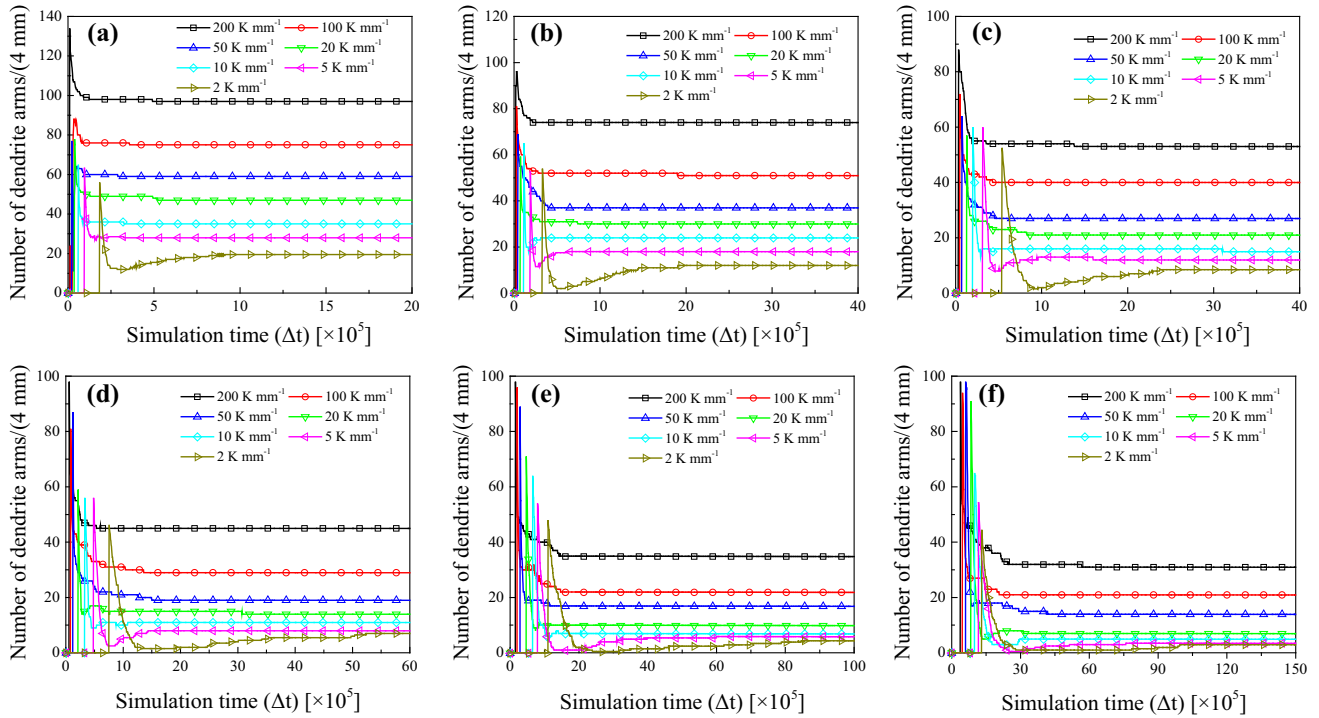 (a)
200 K mm⁻¹ 100 K mm⁻¹
50 K mm⁻¹ 20 K mm⁻¹
10 K mm⁻¹ 5 K mm⁻¹
2 K mm⁻¹
Number of dendrite arms/(4 mm)
140
120
100
80
60
40
20
0
0 5 10 15 20
Simulation time (Δt) [×10⁵]
(b)
200 K mm⁻¹ 100 K mm⁻¹
50 K mm⁻¹ 20 K mm⁻¹
10 K mm⁻¹ 5 K mm⁻¹
2 K mm⁻¹
Number of dendrite arms/(4 mm)
120
100
80
60
40
20
0
0 10 20 30 40
Simulation time (Δt) [×10⁵]
(c)
200 K mm⁻¹ 100 K mm⁻¹
50 K mm⁻¹ 20 K mm⁻¹
10 K mm⁻¹ 5 K mm⁻¹
2 K mm⁻¹
Number of dendrite arms/(4 mm)
100
80
60
40
20
0
0 10 20 30 40
Simulation time (Δt) [×10⁵]
(d)
200 K mm⁻¹ 100 K mm⁻¹
50 K mm⁻¹ 20 K mm⁻¹
10 K mm⁻¹ 5 K mm⁻¹
2 K mm⁻¹
Number of dendrite arms/(4 mm)
100
80
60
40
20
0
0 10 20 30 40 50 60
Simulation time (Δt) [×10⁵]
(e)
200 K mm⁻¹ 100 K mm⁻¹
50 K mm⁻¹ 20 K mm⁻¹
10 K mm⁻¹ 5 K mm⁻¹
2 K mm⁻¹
Number of dendrite arms/(4 mm)
100
80
60
40
20
0
0 20 40 60 80 100
Simulation time (Δt) [×10⁵]
(f)
200 K mm⁻¹ 100 K mm⁻¹
50 K mm⁻¹ 20 K mm⁻¹
10 K mm⁻¹ 5 K mm⁻¹
2 K mm⁻¹
Number of dendrite arms/(4 mm)
100
80
60
40
20
0
0 30 60 90 120 150
Simulation time (Δt) [×10⁵]